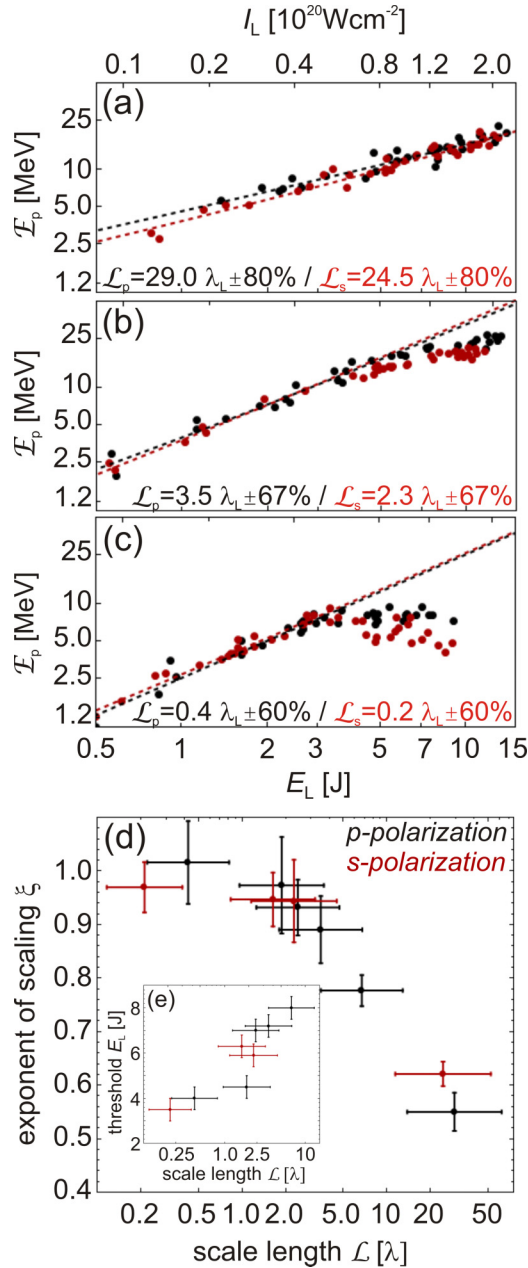 I_L [10^20Wcm^-2]
0.1 0.2 0.4 0.8 1.2 2.0
(a)
25
10
5.0
2.5
1.2
ℰ_p [MeV]
ℒ_p=29.0 λ_L±80% / ℒ_s=24.5 λ_L±80%
(b)
25
10
5.0
2.5
1.2
ℰ_p [MeV]
ℒ_p=3.5 λ_L±67% / ℒ_s=2.3 λ_L±67%
(c)
25
10
5.0
2.5
1.2
ℰ_p [MeV]
ℒ_p=0.4 λ_L±60% / ℒ_s=0.2 λ_L±60%
0.5 1 2 3 5 7 10 15
E_L [J]
(d)
p-polarization
s-polarization
1.0
0.9
0.8
0.7
0.6
0.5
0.4
exponent of scaling ξ
(e)
8
6
4
2
threshold E_L [J]
0.25 1.0 2.5 10
scale length ℒ [λ]
0.2 0.5 1.0 2.0 5.0 10 20 50
scale length ℒ [λ]